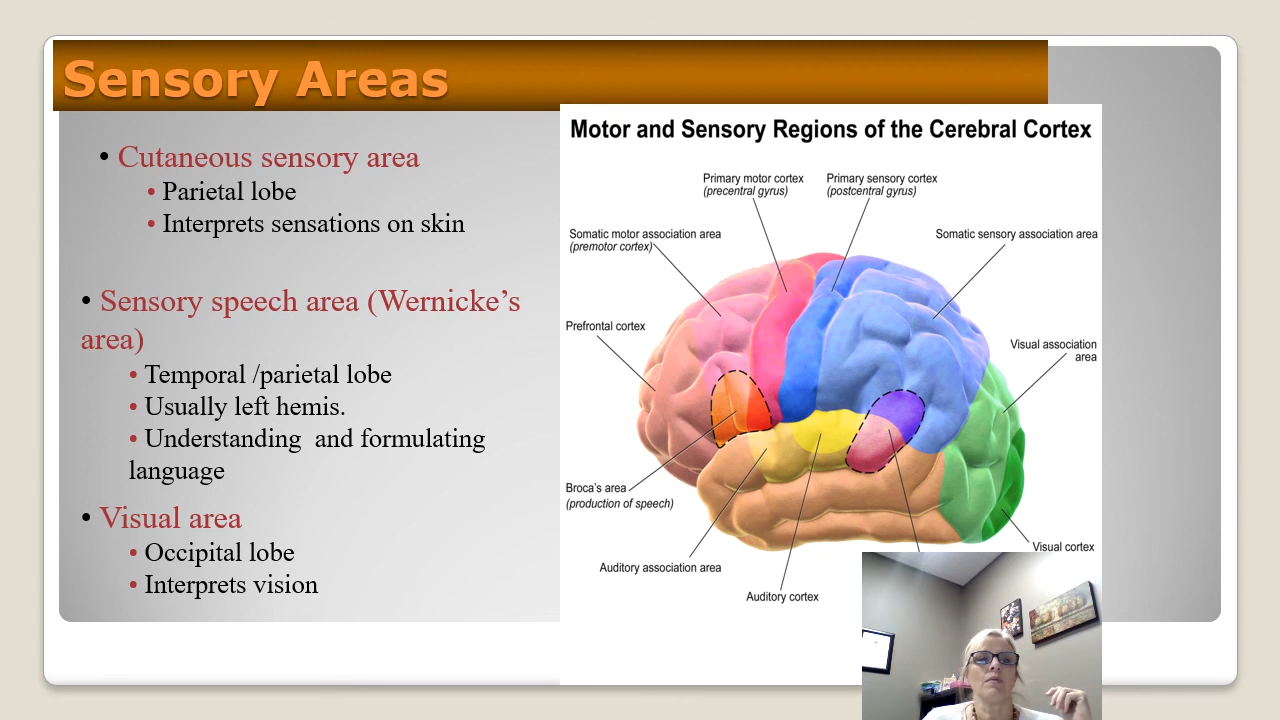 Sensory Areas
• Cutaneous sensory area
• Parietal lobe
• Interprets sensations on skin
• Sensory speech area (Wernicke’s
area)
• Temporal /parietal lobe
• Usually left hemis.
• Understanding  and formulating
language
• Visual area
• Occipital lobe
• Interprets vision
Motor and Sensory Regions of the Cerebral Cortex
Primary motor cortex
(precentral gyrus)
Primary sensory cortex
(postcentral gyrus)
Somatic motor association area
(premotor cortex)
Somatic sensory association area
Prefrontal cortex
Visual association
area
Broca’s area
(production of speech)
Visual cortex
Auditory association area
Auditory cortex